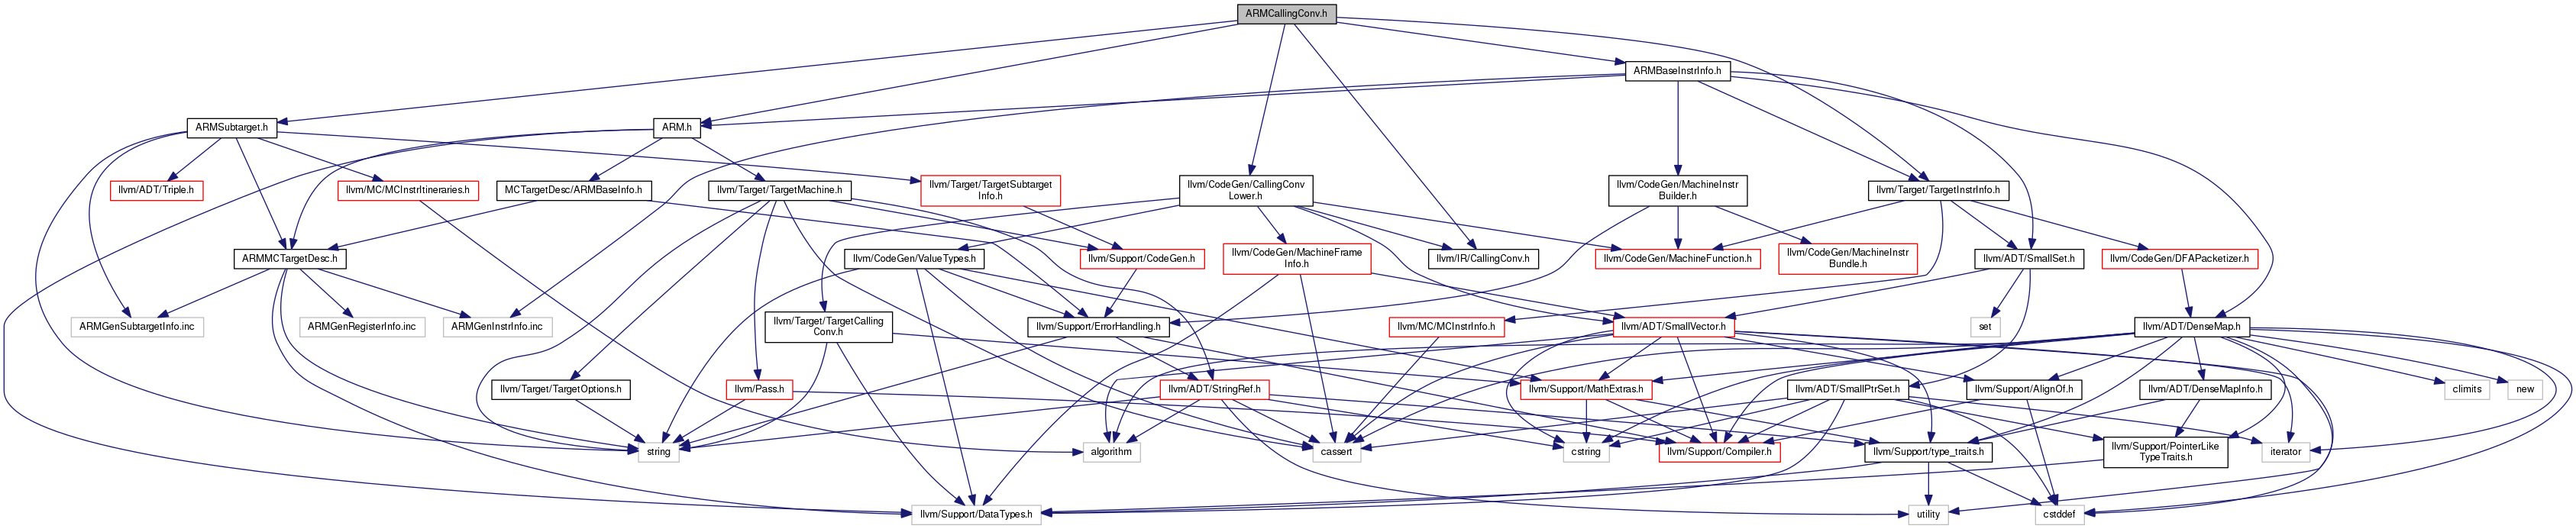 ARMCallingConv.h
ARMBaseInstrInfo.h
ARMSubtarget.h
ARM.h
llvm/ADT/Triple.h
llvm/MC/MCInstrItineraries.h
MCTargetDesc/ARMBaseInfo.h
llvm/Target/TargetMachine.h
llvm/Target/TargetSubtarget
Info.h
llvm/CodeGen/CallingConv
Lower.h
llvm/CodeGen/MachineInstr
Builder.h
llvm/Target/TargetInstrInfo.h
ARMMCTargetDesc.h
llvm/CodeGen/ValueTypes.h
llvm/Support/CodeGen.h
llvm/CodeGen/MachineFrame
Info.h
llvm/IR/CallingConv.h
llvm/CodeGen/MachineFunction.h
llvm/CodeGen/MachineInstr
Bundle.h
llvm/ADT/SmallSet.h
llvm/CodeGen/DFAPacketizer.h
ARMGenSubtargetInfo.inc
ARMGenRegisterInfo.inc
ARMGenInstrInfo.inc
llvm/Target/TargetCalling
Conv.h
llvm/Support/ErrorHandling.h
llvm/MC/MCInstrInfo.h
llvm/ADT/SmallVector.h
set
llvm/ADT/DenseMap.h
llvm/Target/TargetOptions.h
llvm/Pass.h
llvm/ADT/StringRef.h
llvm/Support/MathExtras.h
llvm/ADT/SmallPtrSet.h
llvm/Support/AlignOf.h
llvm/ADT/DenseMapInfo.h
climits
new
string
algorithm
cassert
cstring
llvm/Support/Compiler.h
llvm/Support/type_traits.h
llvm/Support/PointerLike
TypeTraits.h
iterator
llvm/Support/DataTypes.h
utility
cstddef